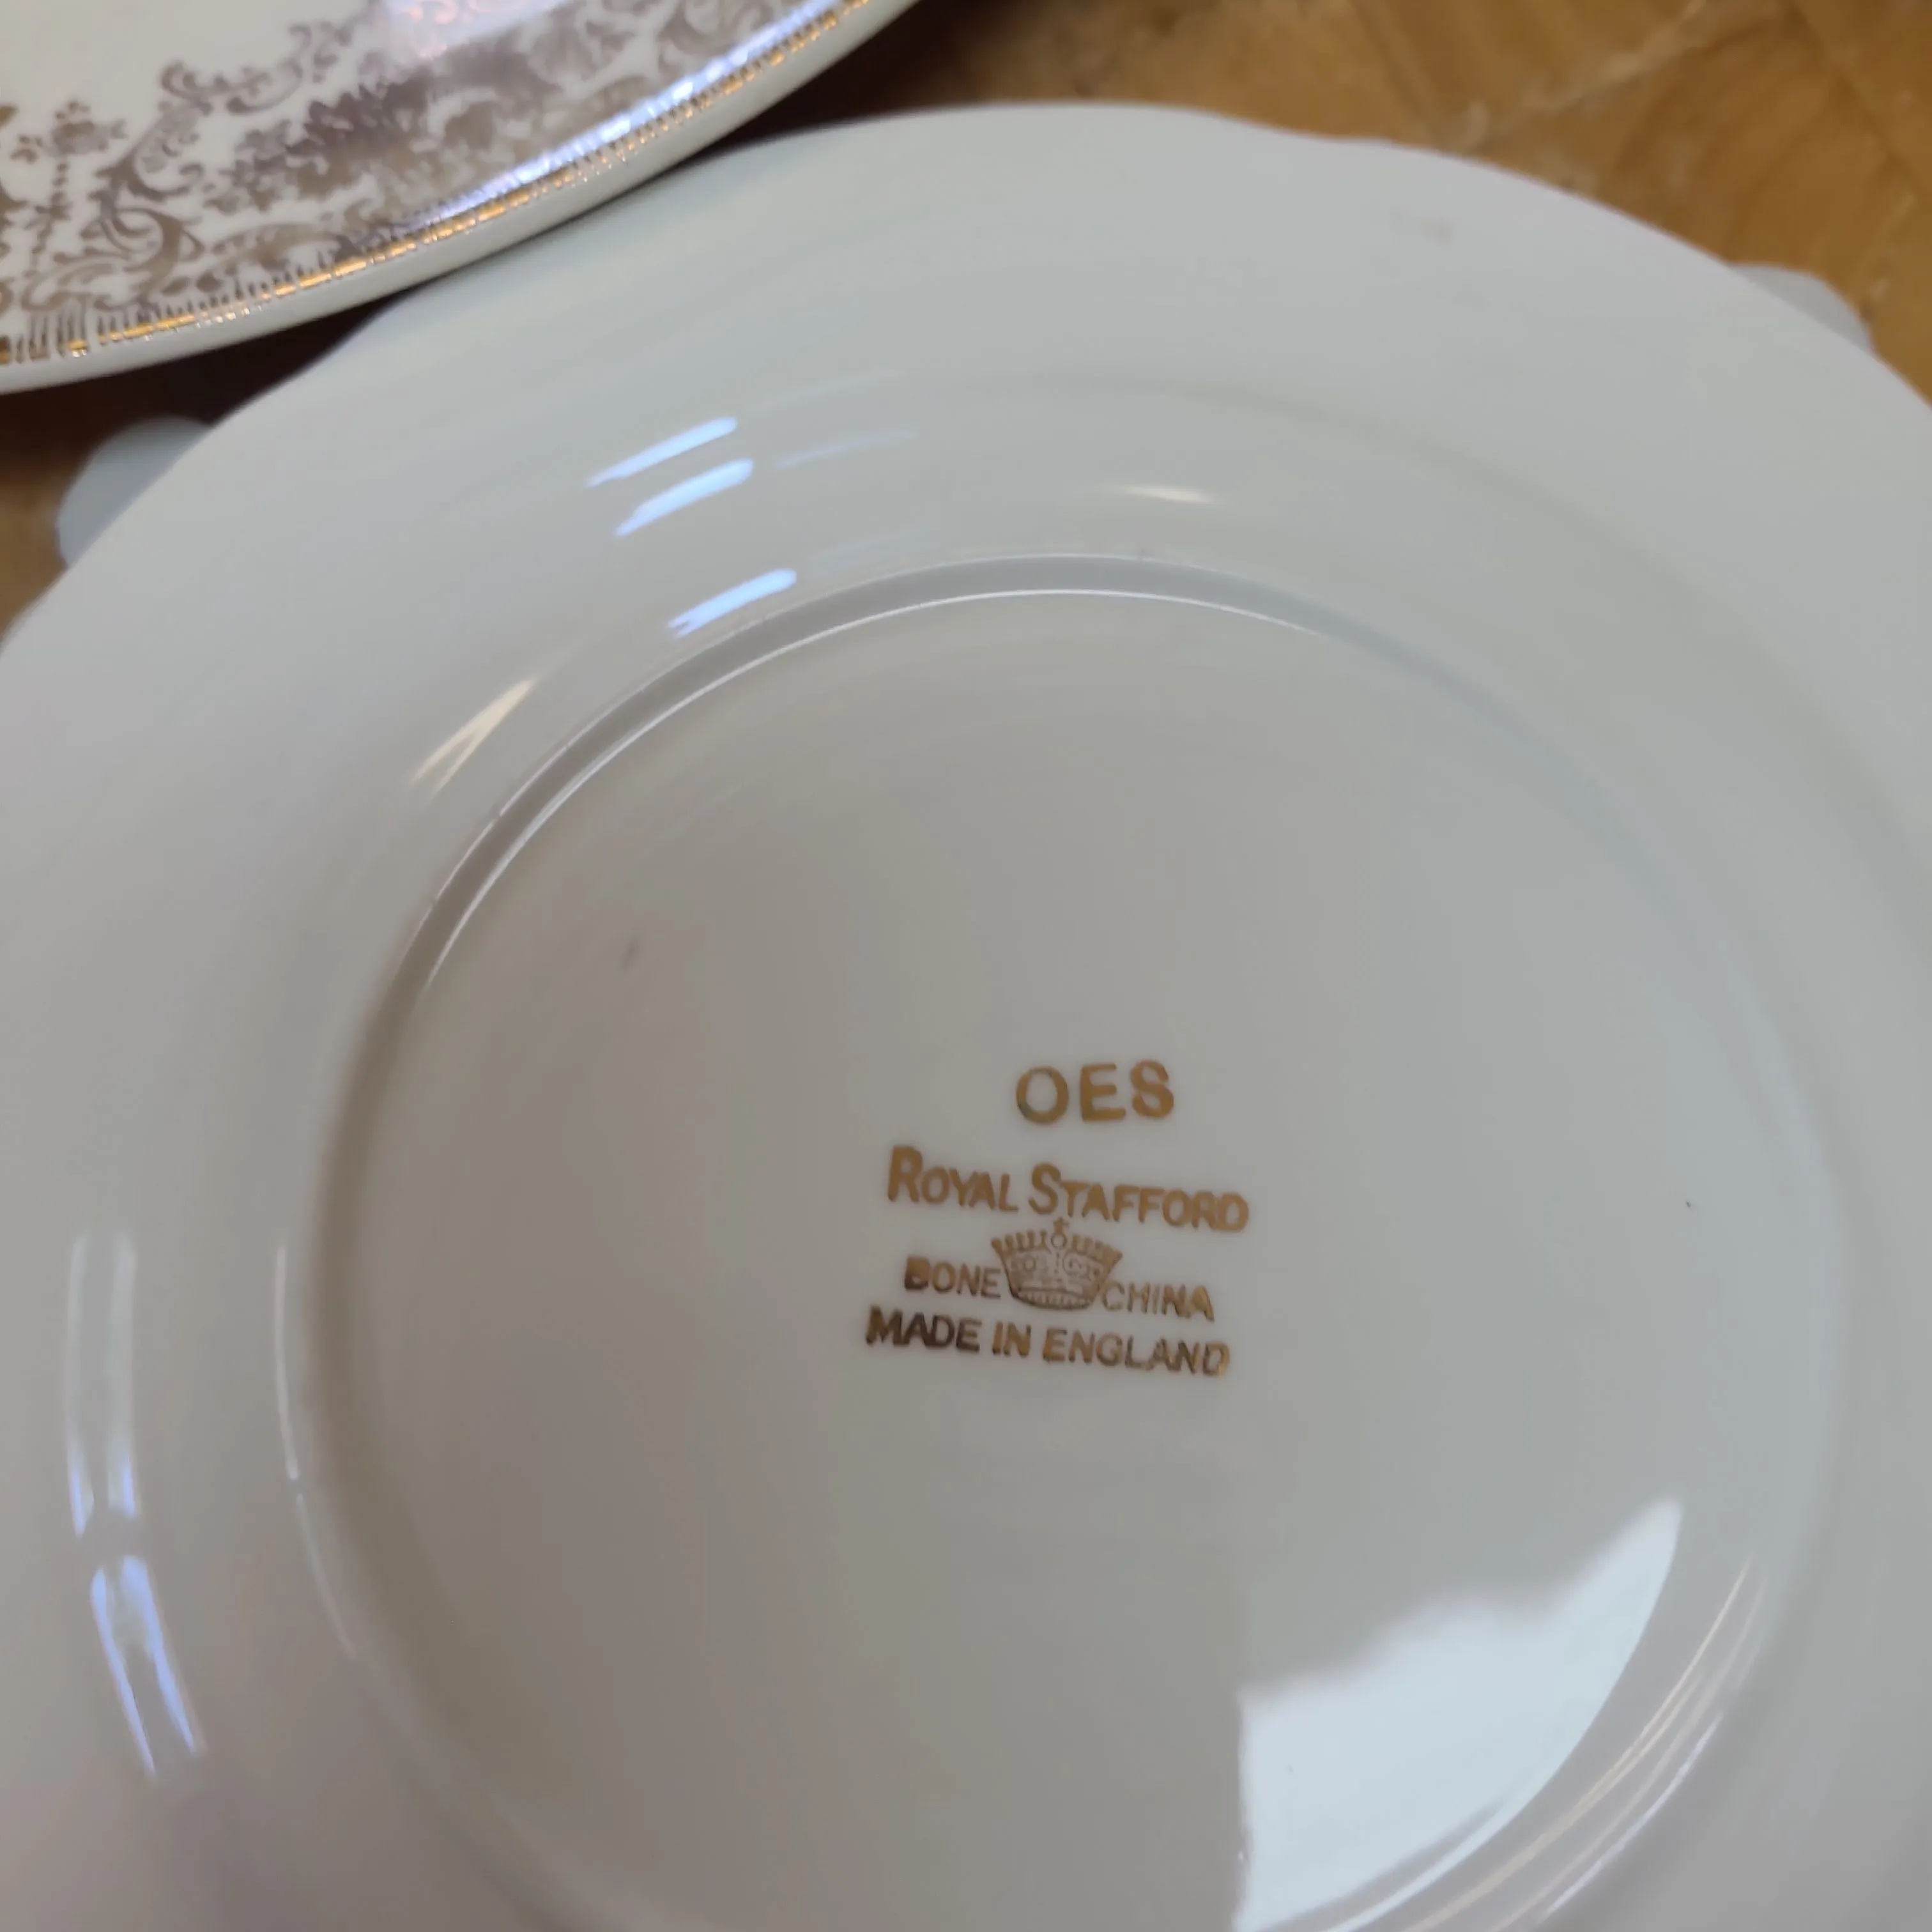 OES
ROYAL STAFFORD
BONE CHINA
MADE IN ENGLAND